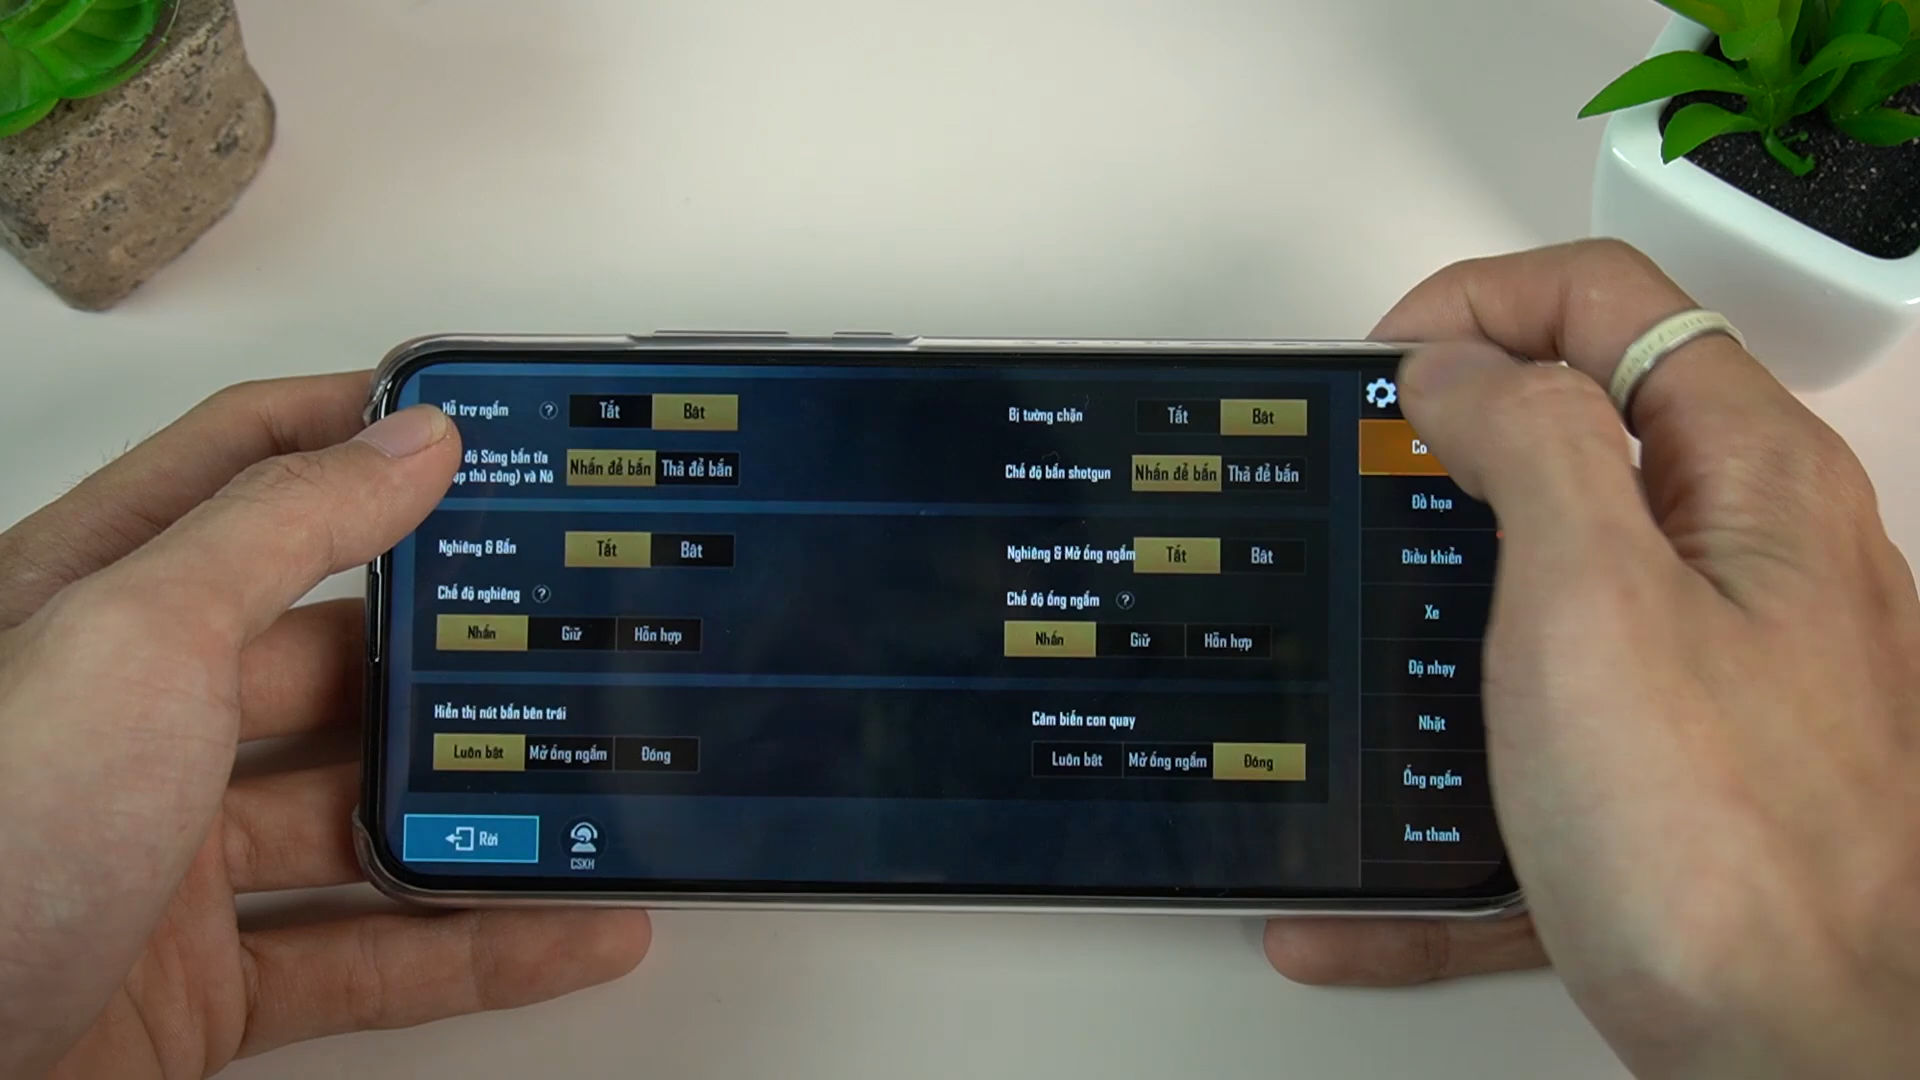 Hỗ trợ ngắm ? Tắt Bật
Bị tường chặn Tắt Bật
độ Súng bắn tỉa
thủ công) và Nỏ
Nhấn để bắn Thả để bắn
Chế độ bắn shotgun Nhấn để bắn Thả để bắn
Nghiêng & Bắn Tắt Bật
Nghiêng & Mở ống ngắm Tắt Bật
Chế độ nghiêng ?
Chế độ ống ngắm ?
Nhấn Giữ Hỗn hợp
Nhấn Giữ Hỗn hợp
Hiển thị nút bắn bên trái
Cảm biến con quay
Luôn bật Mở ống ngắm Đóng
Luôn bật Mở ống ngắm Đóng
Rời
CSKH
Đồ họa
Điều khiển
Xe
Độ nhạy
Nhặt
Ống ngắm
Âm thanh